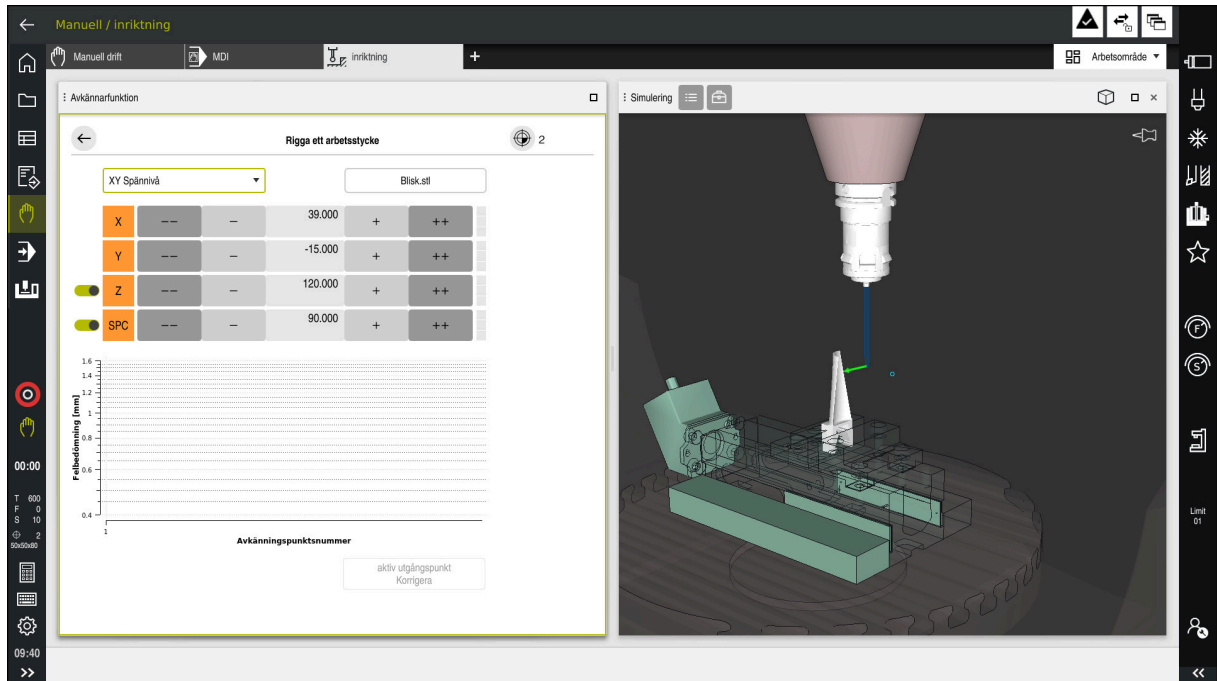 Manuell / inriktning
Manuell drift
MDI
inriktning
+
Arbetsområde
Avkännarfunktion
Simulering
Rigga ett arbetsstycke
2
XY Spännivå
Blisk.stl
X -- - 39.000 + ++
Y -- - -15.000 + ++
Z -- - 120.000 + ++
SPC -- - 90.000 + ++
Felbedömning [mm]
1.6
1.4
1.2
1
0.8
0.6
0.4
1
Avkänningspunktsnummer
aktiv utgångspunkt
Korrigera
00:00
T 600
F 0
S 10
2
50x50x80
09:40
F
S
Limit
01